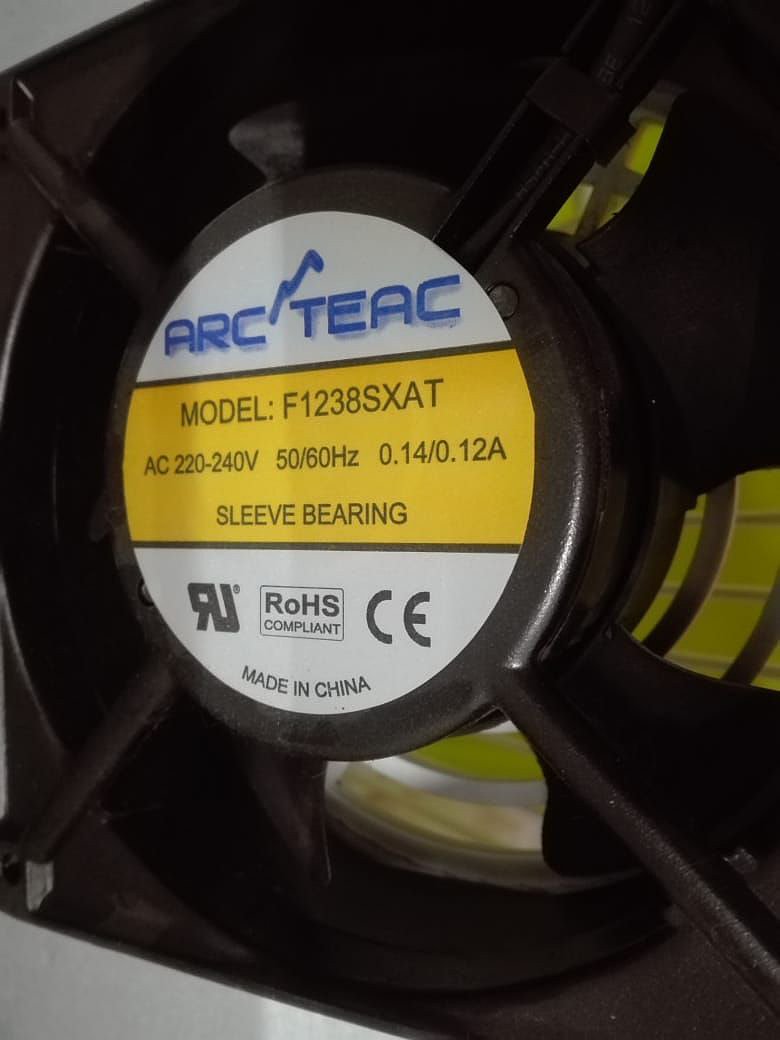 ARCTEAC
MODEL: F1238SXAT
AC 220-240V 50/60Hz 0.14/0.12A
SLEEVE BEARING
RU®
RoHS
COMPLIANT
CE
MADE IN CHINA